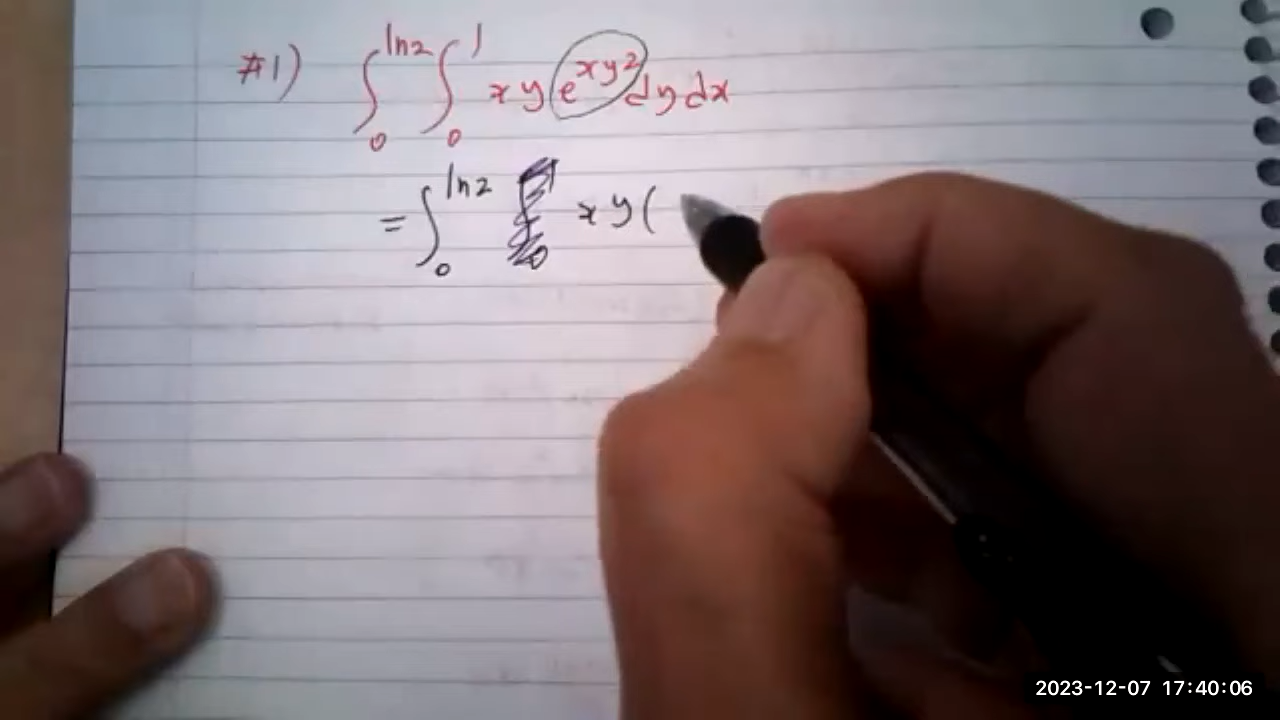 #1) ∫₀^ln2 ∫₀^1 xy e^xy² dy dx
= ∫₀^ln2 xy(
2023-12-07 17:40:06